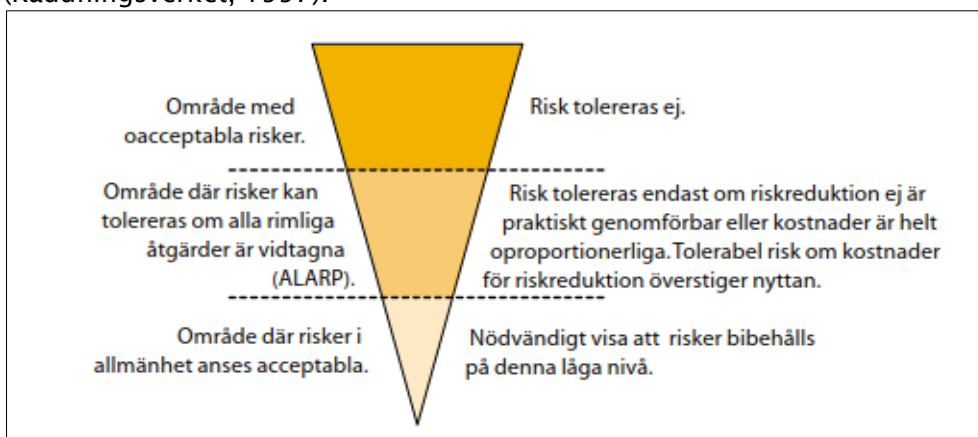 (Räddningsverket, 1997).
Område med
oacceptabla risker.
Risk tolereras ej.
Område där risker kan
tolereras om alla rimliga
åtgärder är vidtagna
(ALARP).
Risk tolereras endast om riskreduktion ej är
praktiskt genomförbar eller kostnader är helt
oproportionerliga. Tolerabel risk om kostnader
för riskreduktion överstiger nyttan.
Område där risker i
allmänhet anses acceptabla.
Nödvändigt visa att risker bibehålls
på denna låga nivå.